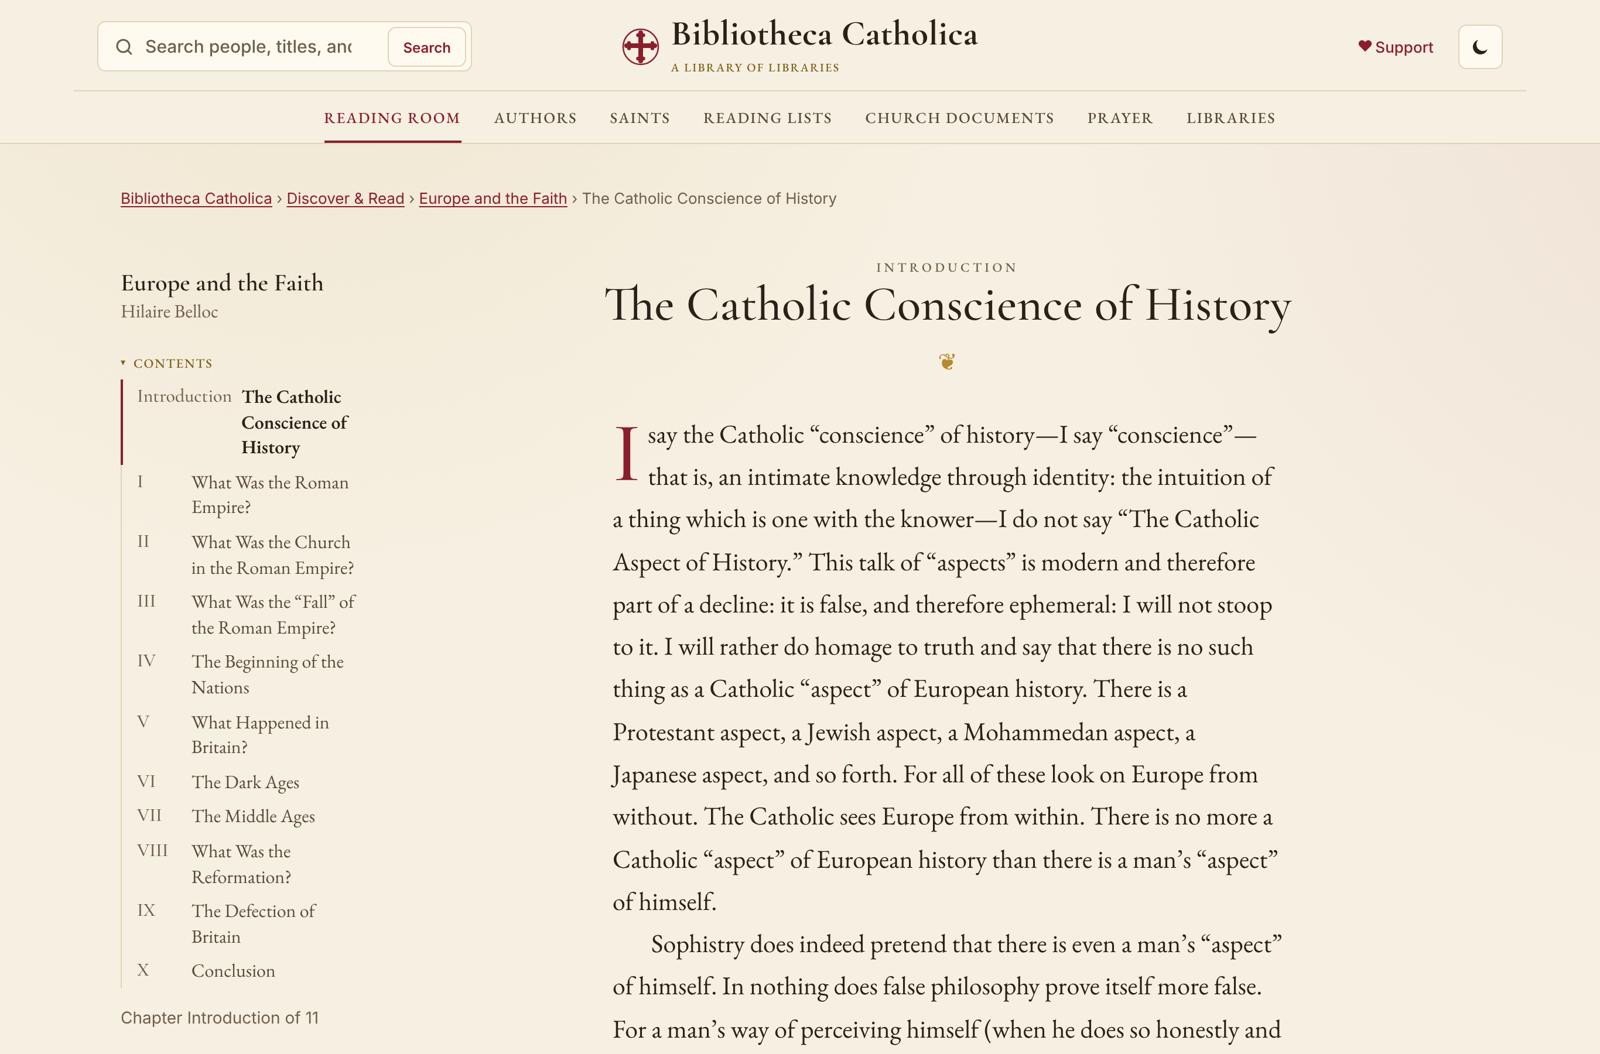 Search people, titles, and
Search
Bibliotheca Catholica
A LIBRARY OF LIBRARIES
Support
READING ROOM AUTHORS SAINTS READING LISTS CHURCH DOCUMENTS PRAYER LIBRARIES
Bibliotheca Catholica › Discover & Read › Europe and the Faith › The Catholic Conscience of History
Europe and the Faith
Hilaire Belloc
CONTENTS
Introduction The Catholic
Conscience of
History
I What Was the Roman
Empire?
II What Was the Church
in the Roman Empire?
III What Was the “Fall” of
the Roman Empire?
IV The Beginning of the
Nations
V What Happened in
Britain?
VI The Dark Ages
VII The Middle Ages
VIII What Was the
Reformation?
IX The Defection of
Britain
X Conclusion
Chapter Introduction of 11
INTRODUCTION
The Catholic Conscience of History
I say the Catholic “conscience” of history—I say “conscience”—
that is, an intimate knowledge through identity: the intuition of
a thing which is one with the knower—I do not say “The Catholic
Aspect of History.” This talk of “aspects” is modern and therefore
part of a decline: it is false, and therefore ephemeral: I will not stoop
to it. I will rather do homage to truth and say that there is no such
thing as a Catholic “aspect” of European history. There is a
Protestant aspect, a Jewish aspect, a Mohammedan aspect, a
Japanese aspect, and so forth. For all of these look on Europe from
without. The Catholic sees Europe from within. There is no more a
Catholic “aspect” of European history than there is a man’s “aspect”
of himself.
Sophistry does indeed pretend that there is even a man’s “aspect”
of himself. In nothing does false philosophy prove itself more false.
For a man’s way of perceiving himself (when he does so honestly and